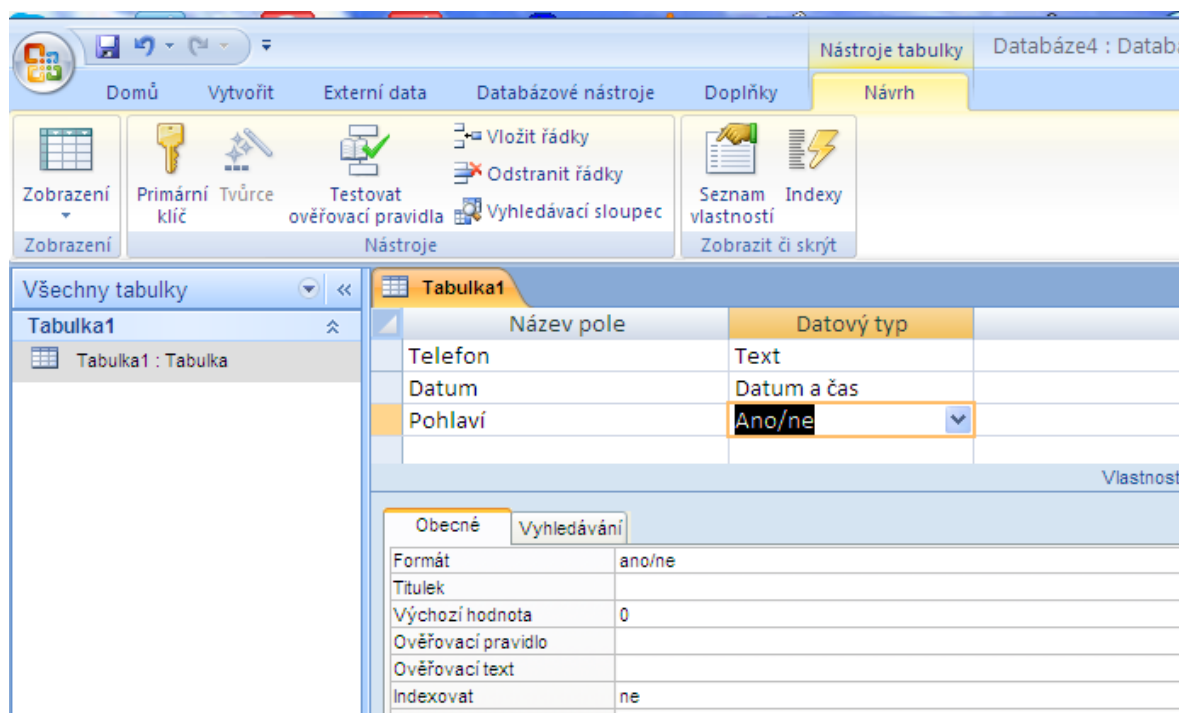 Nástroje tabulky
Databáze4 : Datab
Domů Vytvořit Externí data Databázové nástroje Doplňky Návrh
Zobrazení
Primární klíč
Tvůrce
Testovat ověřovací pravidla
Vložit řádky
Odstranit řádky
Vyhledávací sloupec
Seznam vlastností
Indexy
Zobrazení Nástroje Zobrazit či skrýt
Všechny tabulky
Tabulka1
Tabulka1 : Tabulka
Tabulka1
Název pole Datový typ
Telefon Text
Datum Datum a čas
Pohlaví Ano/ne
Vlastnost
Obecné Vyhledávání
Formát ano/ne
Titulek
Výchozí hodnota 0
Ověřovací pravidlo
Ověřovací text
Indexovat ne